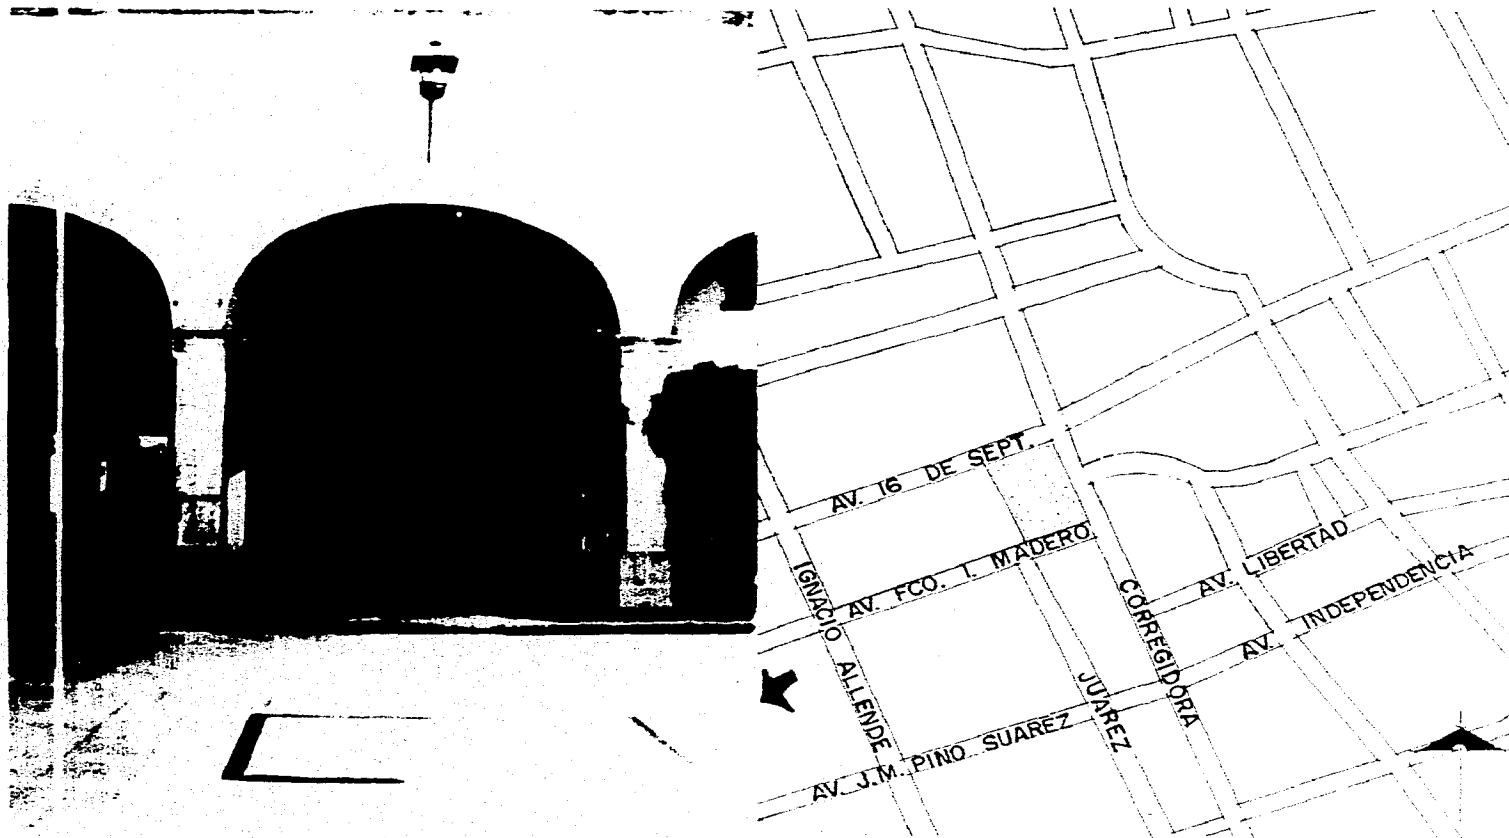 AV. 16 DE SEPT.
AV. FCO. I. MADERO
IGNACIO ALLENDE
CORREGIDORA
AV. LIBERTAD
AV. INDEPENDENCIA
JUAREZ
AV. J.M. PINO SUAREZ